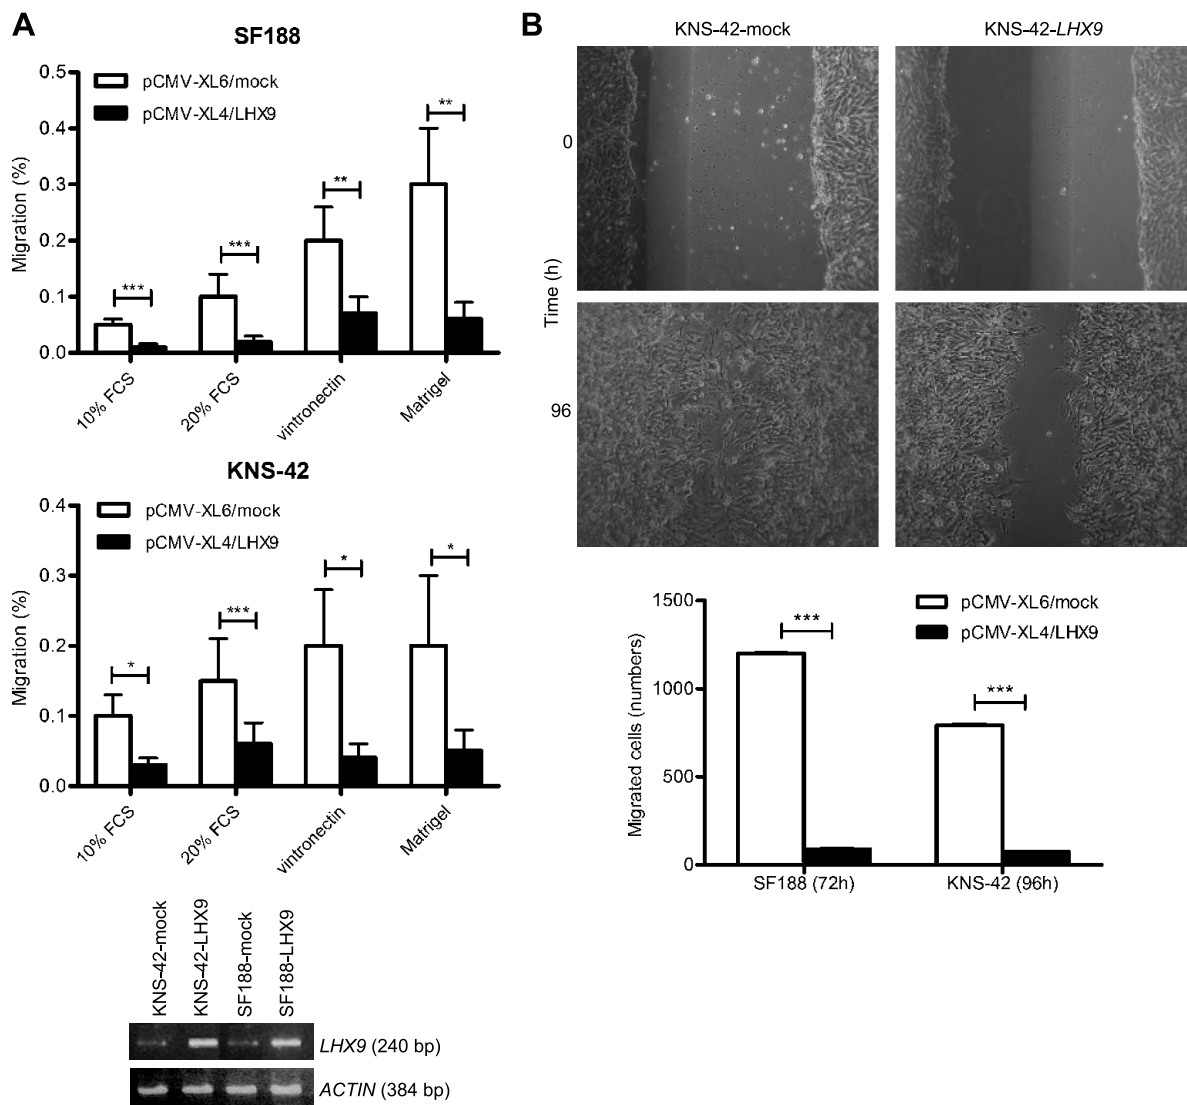 A
SF188
pCMV-XL6/mock
pCMV-XL4/LHX9
Migration (%)
0.5
0.4
0.3
0.2
0.1
0.0
***
***
**
**
10% FCS
20% FCS
vintronectin
Matrigel
KNS-42
pCMV-XL6/mock
pCMV-XL4/LHX9
Migration (%)
0.4
0.3
0.2
0.1
0.0
*
***
*
*
10% FCS
20% FCS
vintronectin
Matrigel
KNS-42-mock
KNS-42-LHX9
SF188-mock
SF188-LHX9
LHX9 (240 bp)
ACTIN (384 bp)
B
KNS-42-mock
KNS-42-LHX9
Time (h)
0
96
pCMV-XL6/mock
pCMV-XL4/LHX9
Migrated cells (numbers)
1500
1000
500
0
***
***
SF188 (72h)
KNS-42 (96h)